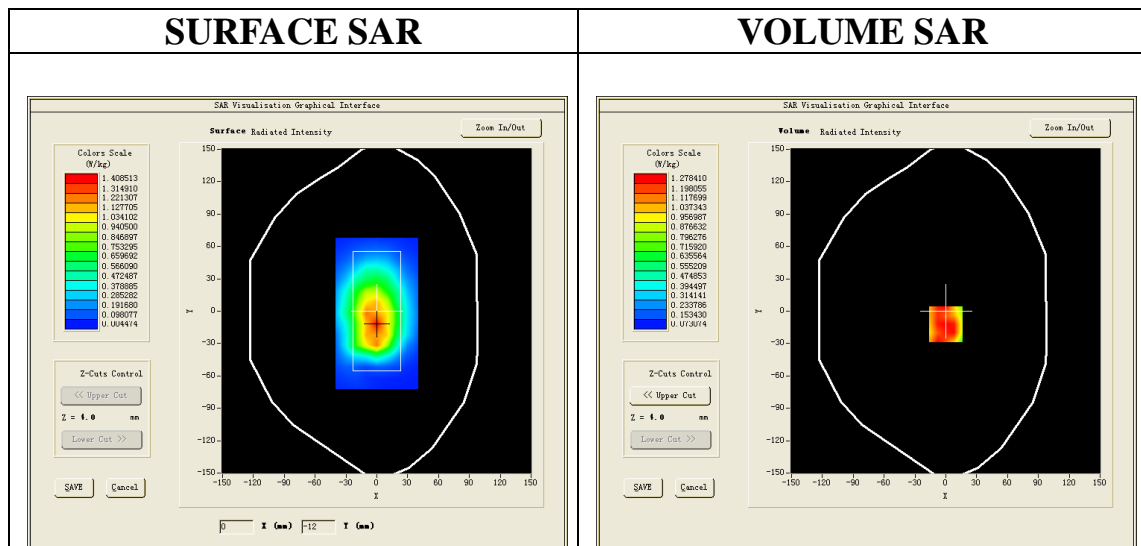 SURFACE SAR
VOLUME SAR
SAR Visualisation Graphical Interface
Surface Radiated Intensity
Zoom In/Out
Colors Scale
(W/kg)
1.408513
1.314910
1.221307
1.127705
1.034102
0.940500
0.846897
0.753295
0.659692
0.566090
0.472487
0.378885
0.285282
0.191680
0.098077
0.004474
Z-Cuts Control
<< Upper Cut
Z = 4.0 mm
Lower Cut >>
SAVE
Cancel
150
120
90
60
30
0
-30
-60
-90
-120
-150
Y
-150 -120 -90 -60 -30 0 30 60 90 120 150
X
0 X (mm) -12 Y (mm)
SAR Visualisation Graphical Interface
Volume Radiated Intensity
Zoom In/Out
Colors Scale
(W/kg)
1.278410
1.198055
1.117699
1.037343
0.956987
0.876632
0.796276
0.715920
0.635564
0.555209
0.474853
0.394497
0.314141
0.233786
0.153430
0.073074
Z-Cuts Control
<< Upper Cut
Z = 4.0 mm
Lower Cut >>
SAVE
Cancel
150
120
90
60
30
0
-30
-60
-90
-120
-150
Y
-150 -120 -90 -60 -30 0 30 60 90 120 150
X